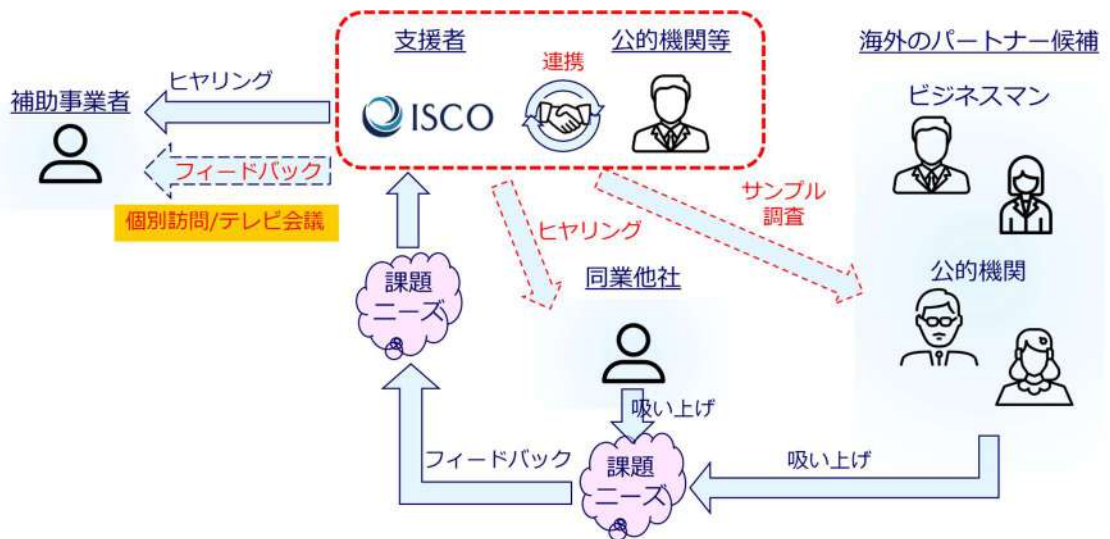 支援者
公的機関等
海外のパートナー候補
連携
ヒヤリング
補助事業者
ISCO
ビジネスマン
フィードバック
サンプル
調査
個別訪問/テレビ会議
ヒヤリング
課題
ニーズ
同業他社
公的機関
吸い上げ
フィードバック
課題
ニーズ
吸い上げ